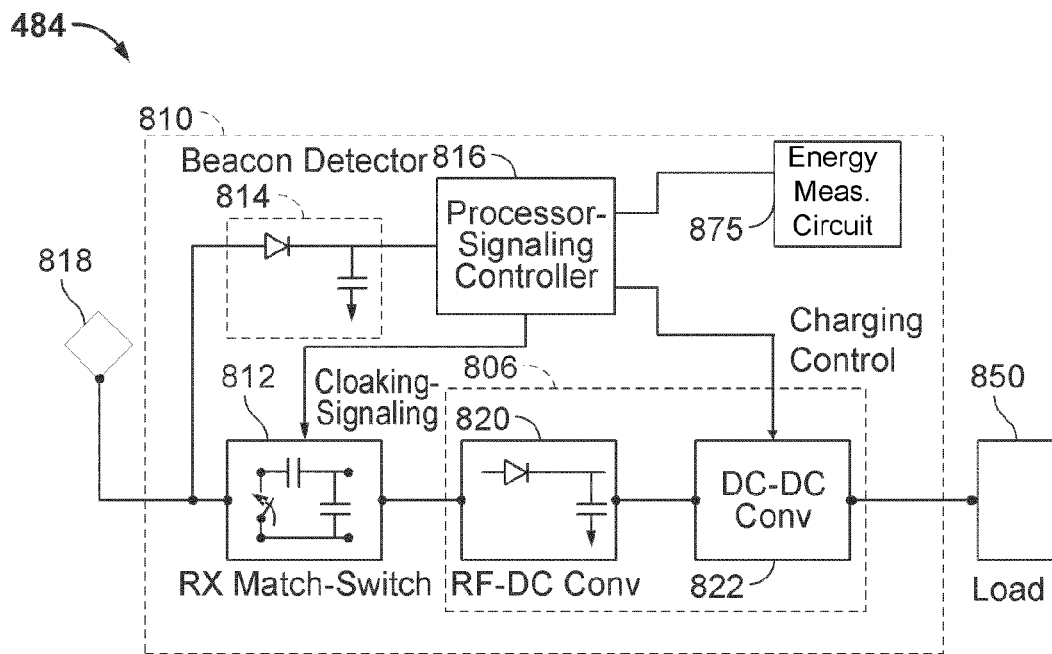 484
810
Beacon Detector
816
Energy
Meas.
Circuit
814
Processor-
Signaling
Controller
875
818
Charging
Control
812
Cloaking-
Signaling
806
850
820
DC-DC
Conv
RX Match-Switch
RF-DC Conv
822
Load